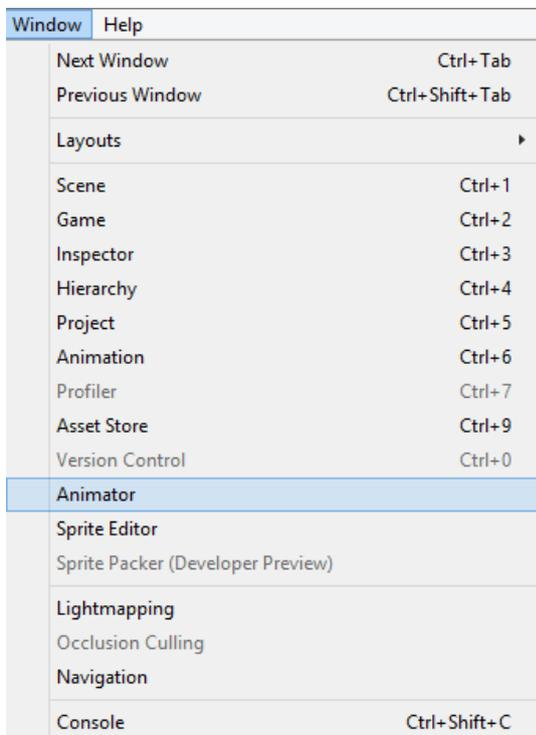 Window Help
Next Window Ctrl+Tab
Previous Window Ctrl+Shift+Tab
Layouts
Scene Ctrl+1
Game Ctrl+2
Inspector Ctrl+3
Hierarchy Ctrl+4
Project Ctrl+5
Animation Ctrl+6
Profiler Ctrl+7
Asset Store Ctrl+9
Version Control Ctrl+0
Animator
Sprite Editor
Sprite Packer (Developer Preview)
Lightmapping
Occlusion Culling
Navigation
Console Ctrl+Shift+C